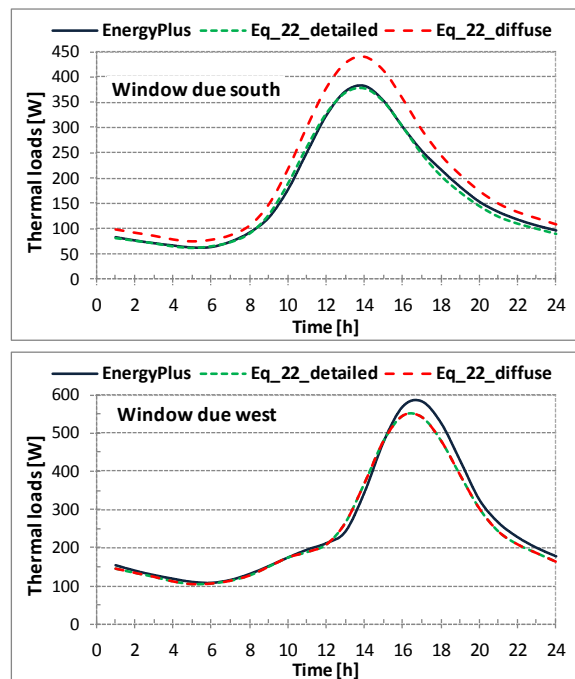 EnergyPlus Eq_22_detailed Eq_22_diffuse
Window due south
Thermal loads [W]
450
400
350
300
250
200
150
100
50
0
0 2 4 6 8 10 12 14 16 18 20 22 24
Time [h]
EnergyPlus Eq_22_detailed Eq_22_diffuse
Window due west
Thermal loads [W]
600
500
400
300
200
100
0
0 2 4 6 8 10 12 14 16 18 20 22 24
Time [h]